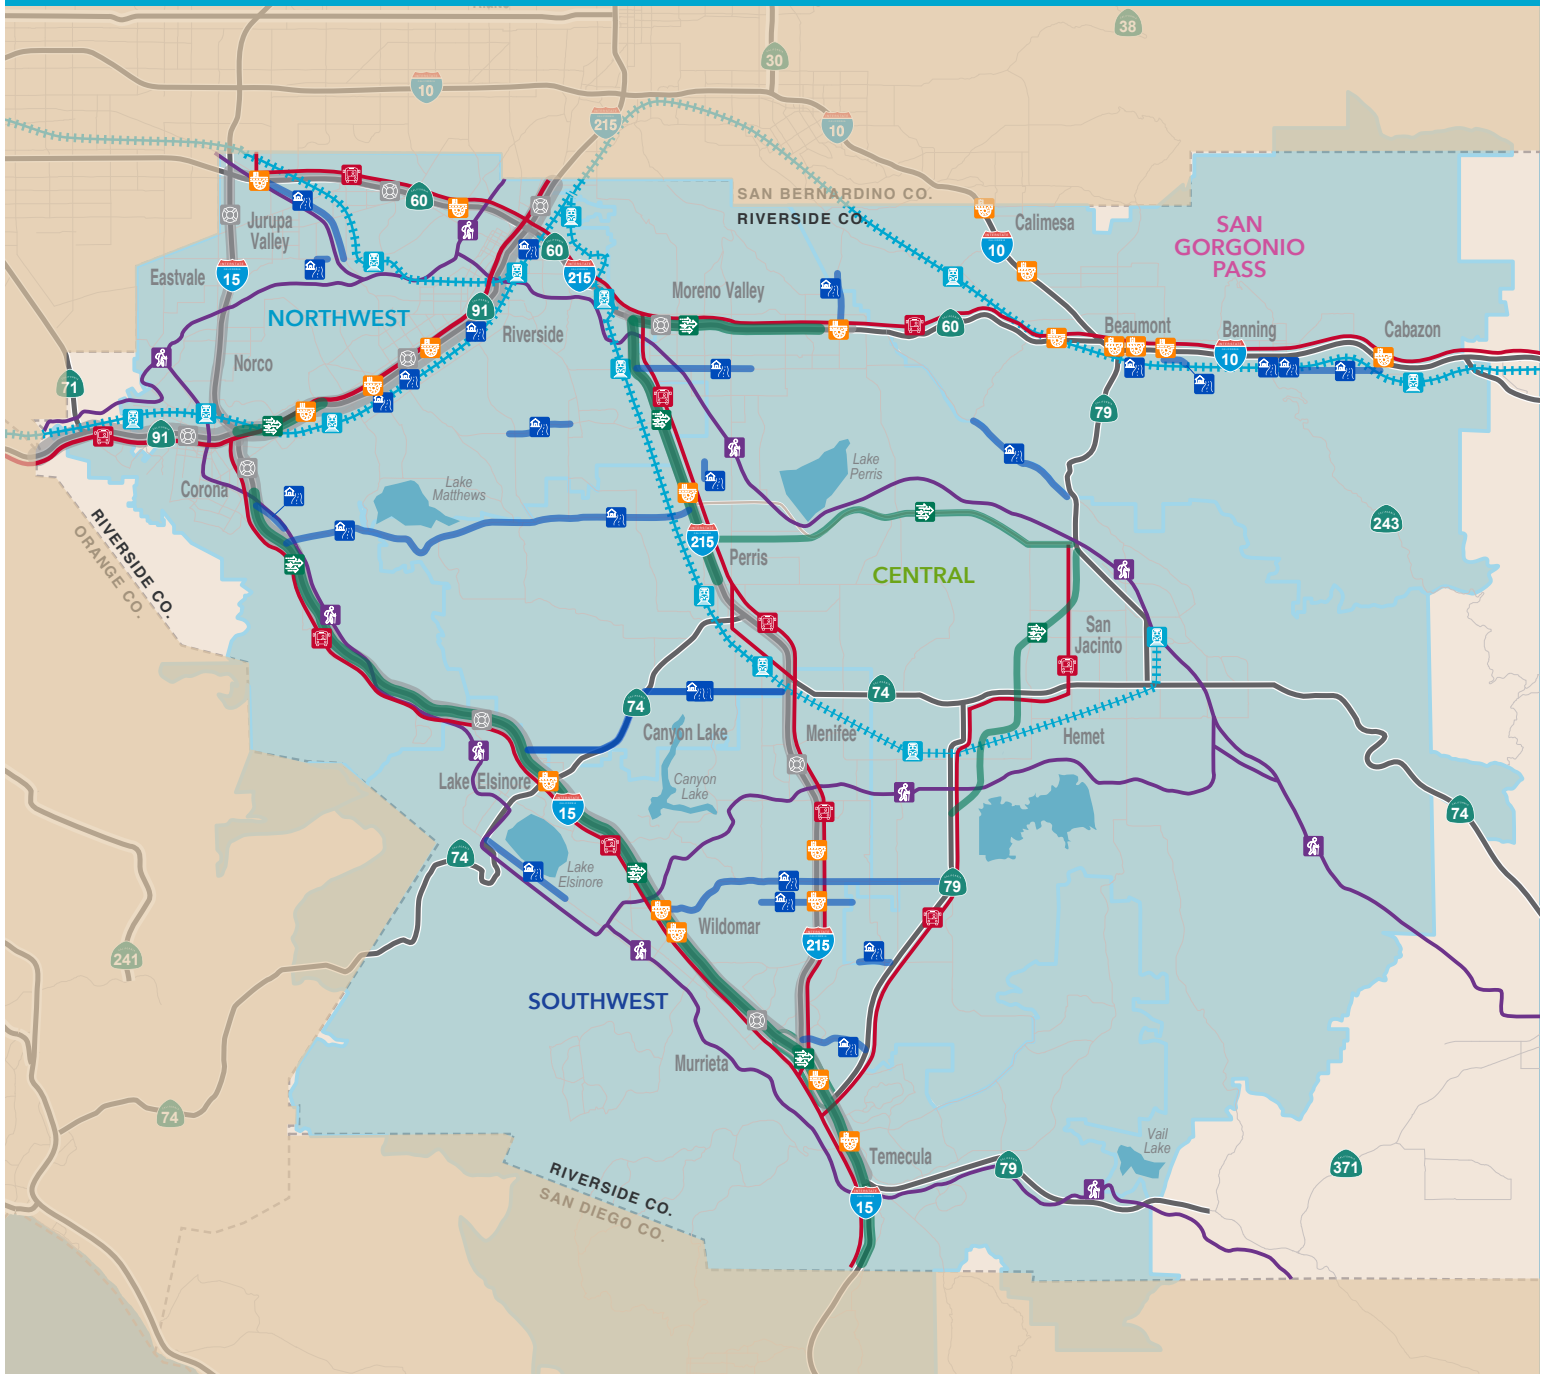 38
30
10
215
10
SAN BERNARDINO CO.
RIVERSIDE CO.
60
Jurupa
Valley
Calimesa
10
SAN
GORGONIO
PASS
60
Eastvale
15
215
Moreno Valley
91
NORTHWEST
Riverside
60
Beaumont
Banning
Cabazon
10
Norco
71
79
91
Corona
Lake
Matthews
Lake
Perris
243
RIVERSIDE CO.
ORANGE CO.
215
Perris
CENTRAL
San
Jacinto
74
74
Canyon Lake
Menifee
Hemet
Lake Elsinore
Canyon
Lake
15
74
74
Lake
Elsinore
79
Wildomar
215
241
SOUTHWEST
Murrieta
74
Vail
Lake
Temecula
79
371
RIVERSIDE CO.
SAN DIEGO CO.
15